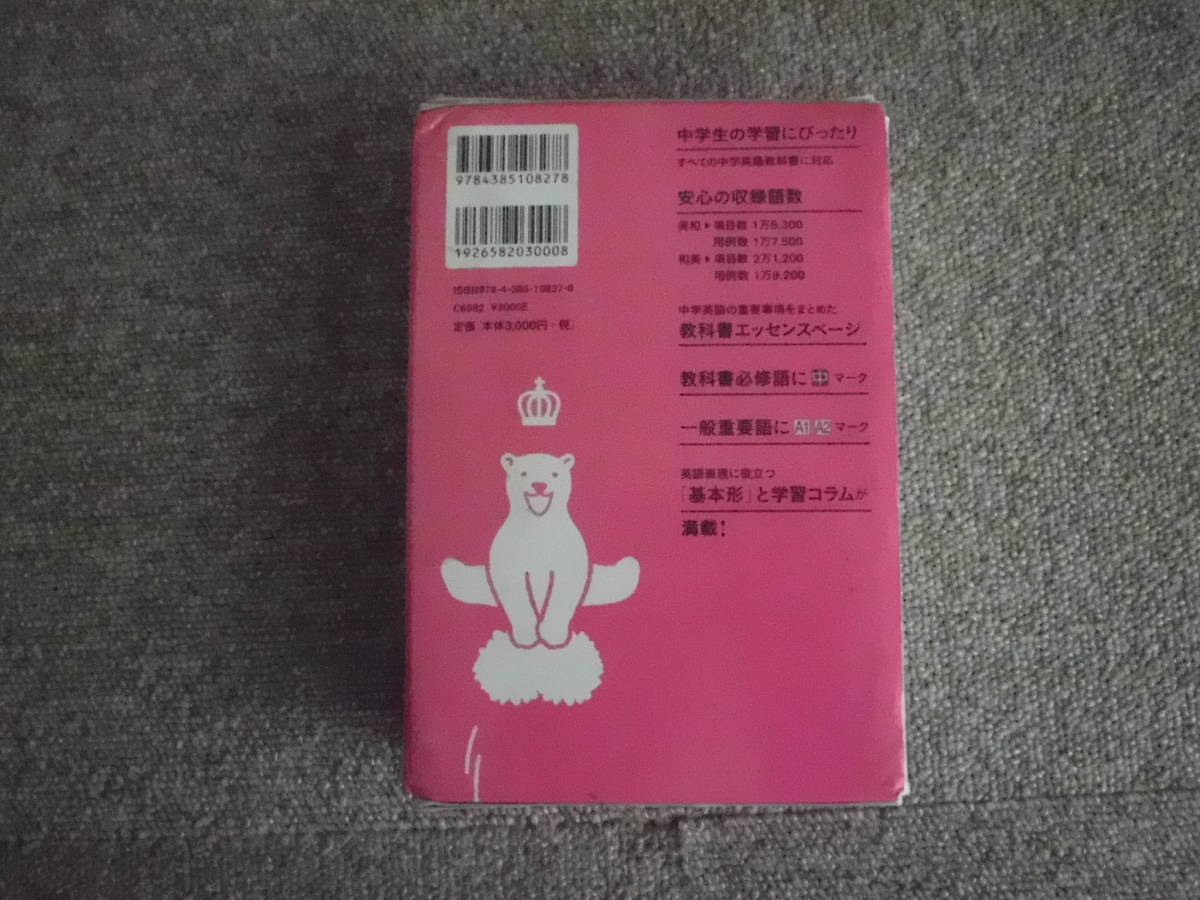 9784385108278
1926582030008
ISBN978-4-385-10827-8
C6582 ¥3000E
定価(本体3,000円+税)
中学生の学習にぴったり
すべての中学英語教科書に対応
安心の収録語数
英和▶項目数 1万5,300
用例数 1万7,500
和英▶項目数 2万1,200
用例数 1万9,200
中学英語の重要事項をまとめた
教科書エッセンスページ
教科書必修語に 中 マーク
一般重要語に A1 A2 マーク
英語表現に役立つ
「基本形」と学習コラムが
満載!